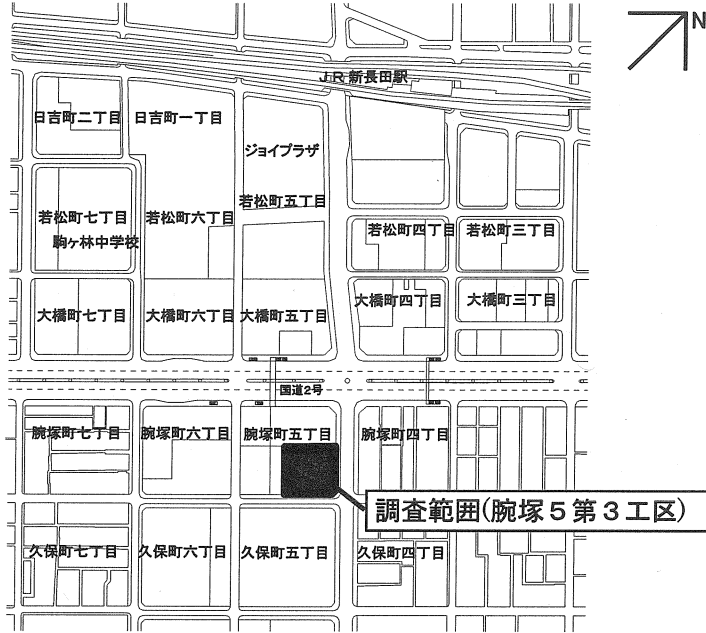 N
JR新長田駅
日吉町二丁目
日吉町一丁目
ジョイプラザ
若松町七丁目
駒ヶ林中学校
若松町六丁目
若松町五丁目
若松町四丁目
若松町三丁目
大橋町七丁目
大橋町六丁目
大橋町五丁目
大橋町四丁目
大橋町三丁目
国道2号
腕塚町七丁目
腕塚町六丁目
腕塚町五丁目
腕塚町四丁目
調査範囲(腕塚5第3工区)
久保町七丁目
久保町六丁目
久保町五丁目
久保町四丁目